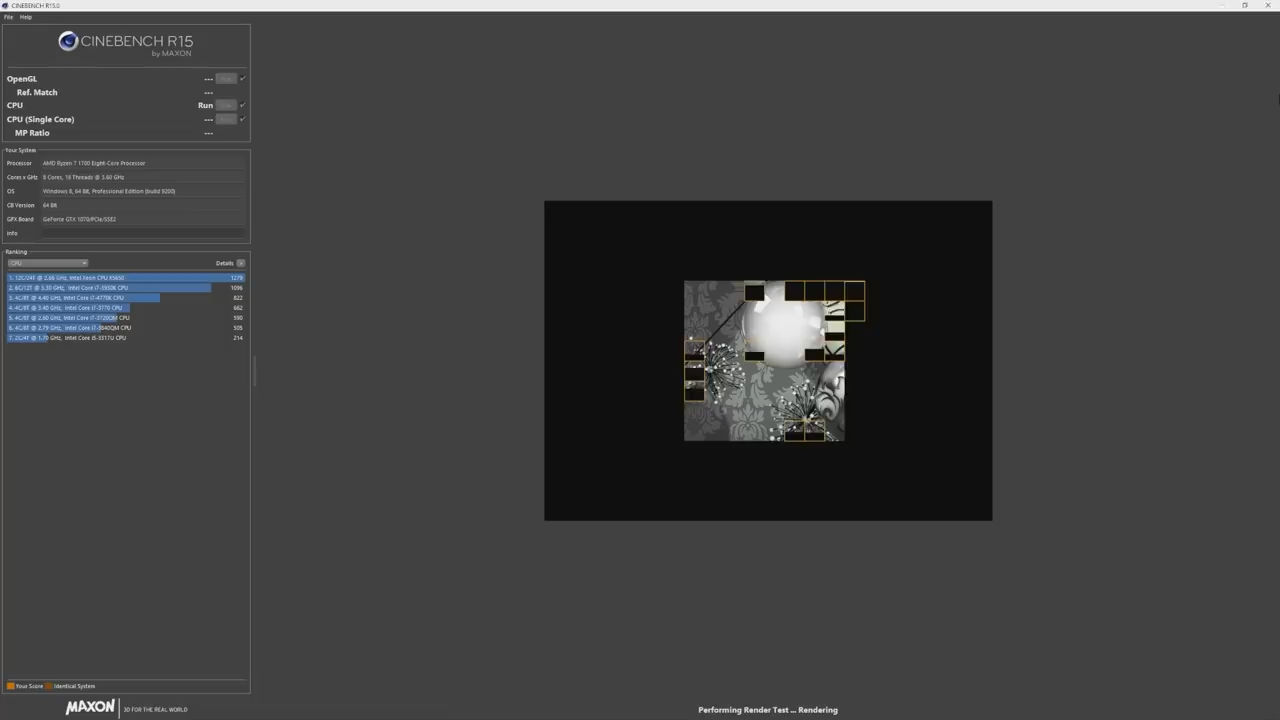 CINEBENCH R15.0
File Help
CINEBENCH R15
by MAXON
OpenGL ---
Ref. Match ---
CPU Run
CPU (Single Core) ---
MP Ratio ---
Your System
Processor AMD Ryzen 7 1700 Eight-Core Processor
Cores x GHz 8 Cores, 16 Threads @ 3.60 GHz
OS Windows 8, 64 Bit, Professional Edition (build 9200)
CB Version 64 Bit
GFX Board GeForce GTX 1070/PCIe/SSE2
Info
Ranking
CPU Details
1. 12C/24T @ 2.66 GHz, Intel Xeon CPU X5650 1279
2. 6C/12T @ 3.30 GHz, Intel Core i7-3930K CPU 1096
3. 4C/8T @ 4.40 GHz, Intel Core i7-4770K CPU 822
4. 4C/8T @ 3.40 GHz, Intel Core i7-3770 CPU 662
5. 4C/8T @ 2.60 GHz, Intel Core i7-3720QM CPU 590
6. 4C/8T @ 2.79 GHz, Intel Core i7-3840QM CPU 505
7. 2C/4T @ 1.70 GHz, Intel Core i5-3317U CPU 214
Your Score Identical System
MAXON 3D FOR THE REAL WORLD
Performing Render Test ... Rendering